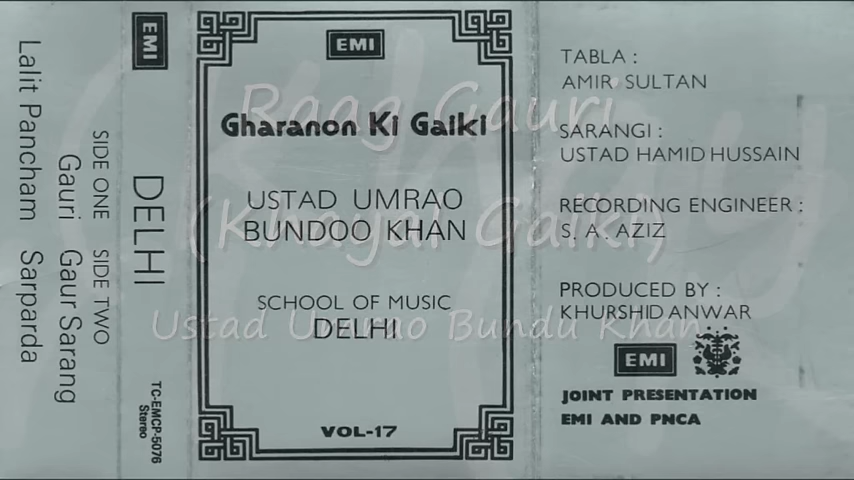 Lalit Pancham Sarparda
Gauri Gaur Sarang
SIDE ONE SIDE TWO
EMI
DELHI
TC-EMCP-5076
Stereo
EMI
Gharanon Ki Gaiki
USTAD UMRAO
BUNDOO KHAN
SCHOOL OF MUSIC
DELHI
VOL-17
TABLA :
AMIR SULTAN
SARANGI :
USTAD HAMID HUSSAIN
RECORDING ENGINEER :
S. A. AZIZ
PRODUCED BY :
KHURSHID ANWAR
EMI
JOINT PRESENTATION
EMI AND PNCA
Raag Gauri
(Khayal Gaiki)
Ustad Umrao Bundu Khan